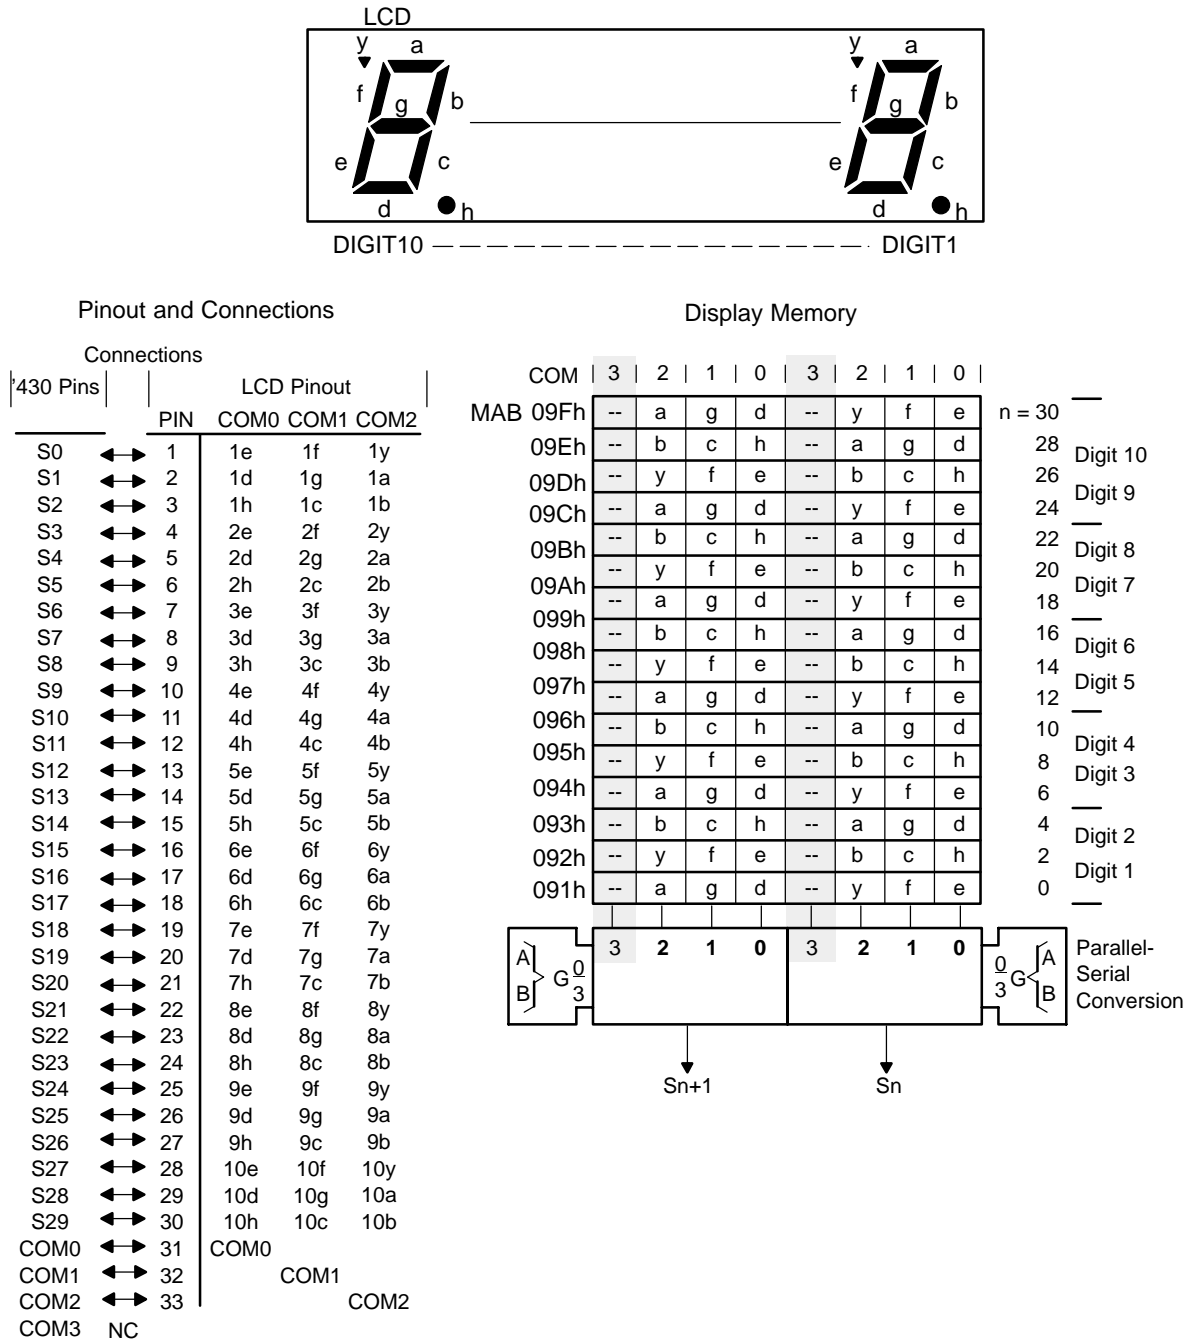 LCD
y a y a
f g b f g b
e c e c
d h d h
DIGIT10 DIGIT1
Pinout and Connections
Connections
'430 Pins LCD Pinout
PIN COM0 COM1 COM2
S0 1 1e 1f 1y
S1 2 1d 1g 1a
S2 3 1h 1c 1b
S3 4 2e 2f 2y
S4 5 2d 2g 2a
S5 6 2h 2c 2b
S6 7 3e 3f 3y
S7 8 3d 3g 3a
S8 9 3h 3c 3b
S9 10 4e 4f 4y
S10 11 4d 4g 4a
S11 12 4h 4c 4b
S12 13 5e 5f 5y
S13 14 5d 5g 5a
S14 15 5h 5c 5b
S15 16 6e 6f 6y
S16 17 6d 6g 6a
S17 18 6h 6c 6b
S18 19 7e 7f 7y
S19 20 7d 7g 7a
S20 21 7h 7c 7b
S21 22 8e 8f 8y
S22 23 8d 8g 8a
S23 24 8h 8c 8b
S24 25 9e 9f 9y
S25 26 9d 9g 9a
S26 27 9h 9c 9b
S27 28 10e 10f 10y
S28 29 10d 10g 10a
S29 30 10h 10c 10b
COM0 31 COM0
COM1 32 COM1
COM2 33 COM2
COM3 NC
Display Memory
COM 3 2 1 0 3 2 1 0
MAB 09Fh -- a g d -- y f e n = 30
09Eh -- b c h -- a g d 28 Digit 10
09Dh -- y f e -- b c h 26 Digit 9
09Ch -- a g d -- y f e 24
09Bh -- b c h -- a g d 22 Digit 8
09Ah -- y f e -- b c h 20 Digit 7
099h -- a g d -- y f e 18
098h -- b c h -- a g d 16 Digit 6
097h -- y f e -- b c h 14 Digit 5
096h -- a g d -- y f e 12
095h -- b c h -- a g d 10 Digit 4
094h -- y f e -- b c h 8 Digit 3
-- a g d -- y f e 6
093h -- b c h -- a g d 4 Digit 2
092h -- y f e -- b c h 2 Digit 1
091h -- a g d -- y f e 0
A B G 0 3 3 2 1 0 3 2 1 0 0 3 G A B
Parallel-
Serial
Conversion
Sn+1 Sn